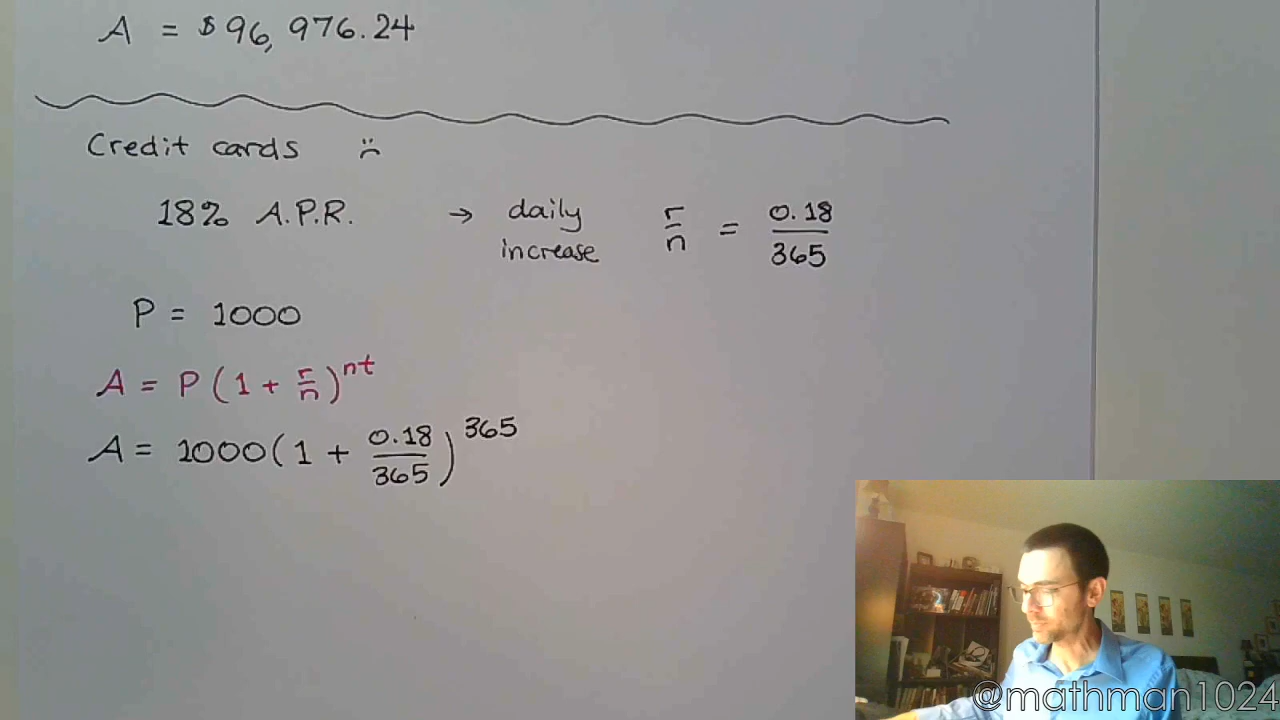 A = $96,976.24
Credit cards :(
18% A.P.R. → daily increase r/n = 0.18/365
P = 1000
A = P(1 + r/n)^nt
A = 1000(1 + 0.18/365)^365
@mathman1024